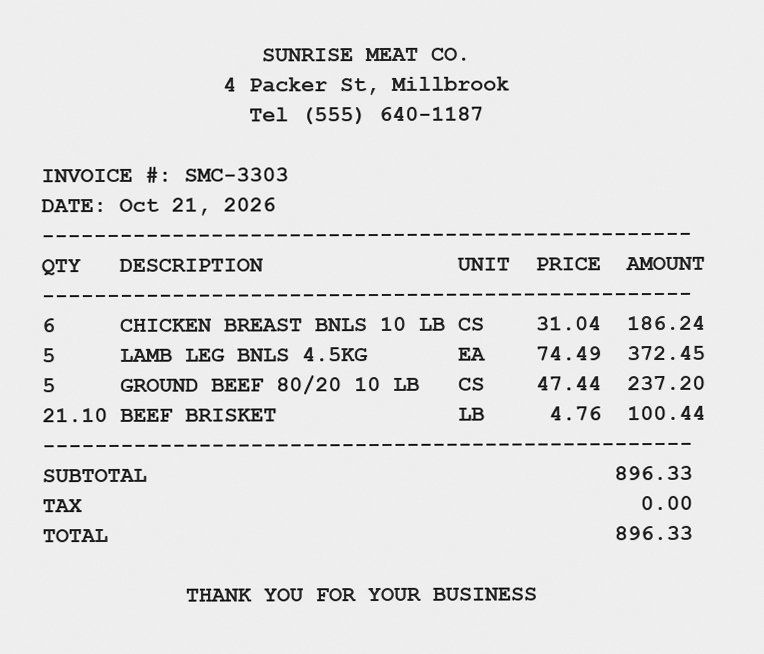 SUNRISE MEAT CO.
4 Packer St, Millbrook
Tel (555) 640-1187
INVOICE #: SMC-3303
DATE: Oct 21, 2026
--------------------------------------------------
QTY   DESCRIPTION               UNIT  PRICE  AMOUNT
--------------------------------------------------
6     CHICKEN BREAST BNLS 10 LB CS    31.04  186.24
5     LAMB LEG BNLS 4.5KG       EA    74.49  372.45
5     GROUND BEEF 80/20 10 LB   CS    47.44  237.20
21.10 BEEF BRISKET              LB     4.76  100.44
--------------------------------------------------
SUBTOTAL                                    896.33
TAX                                           0.00
TOTAL                                       896.33
THANK YOU FOR YOUR BUSINESS